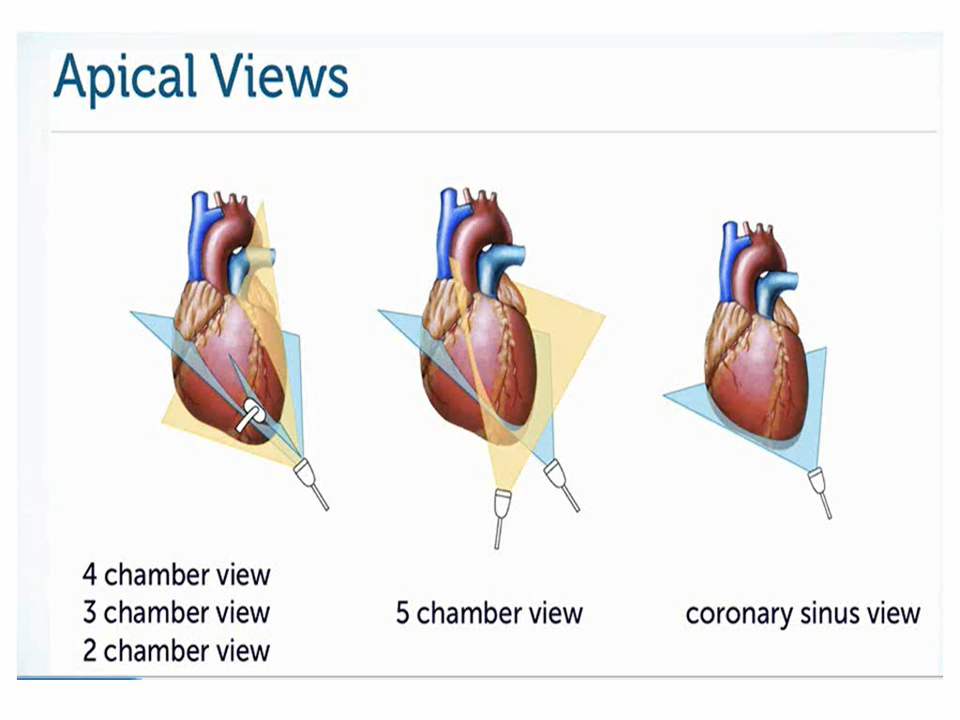 Apical Views
4 chamber view
3 chamber view
2 chamber view
5 chamber view
coronary sinus view